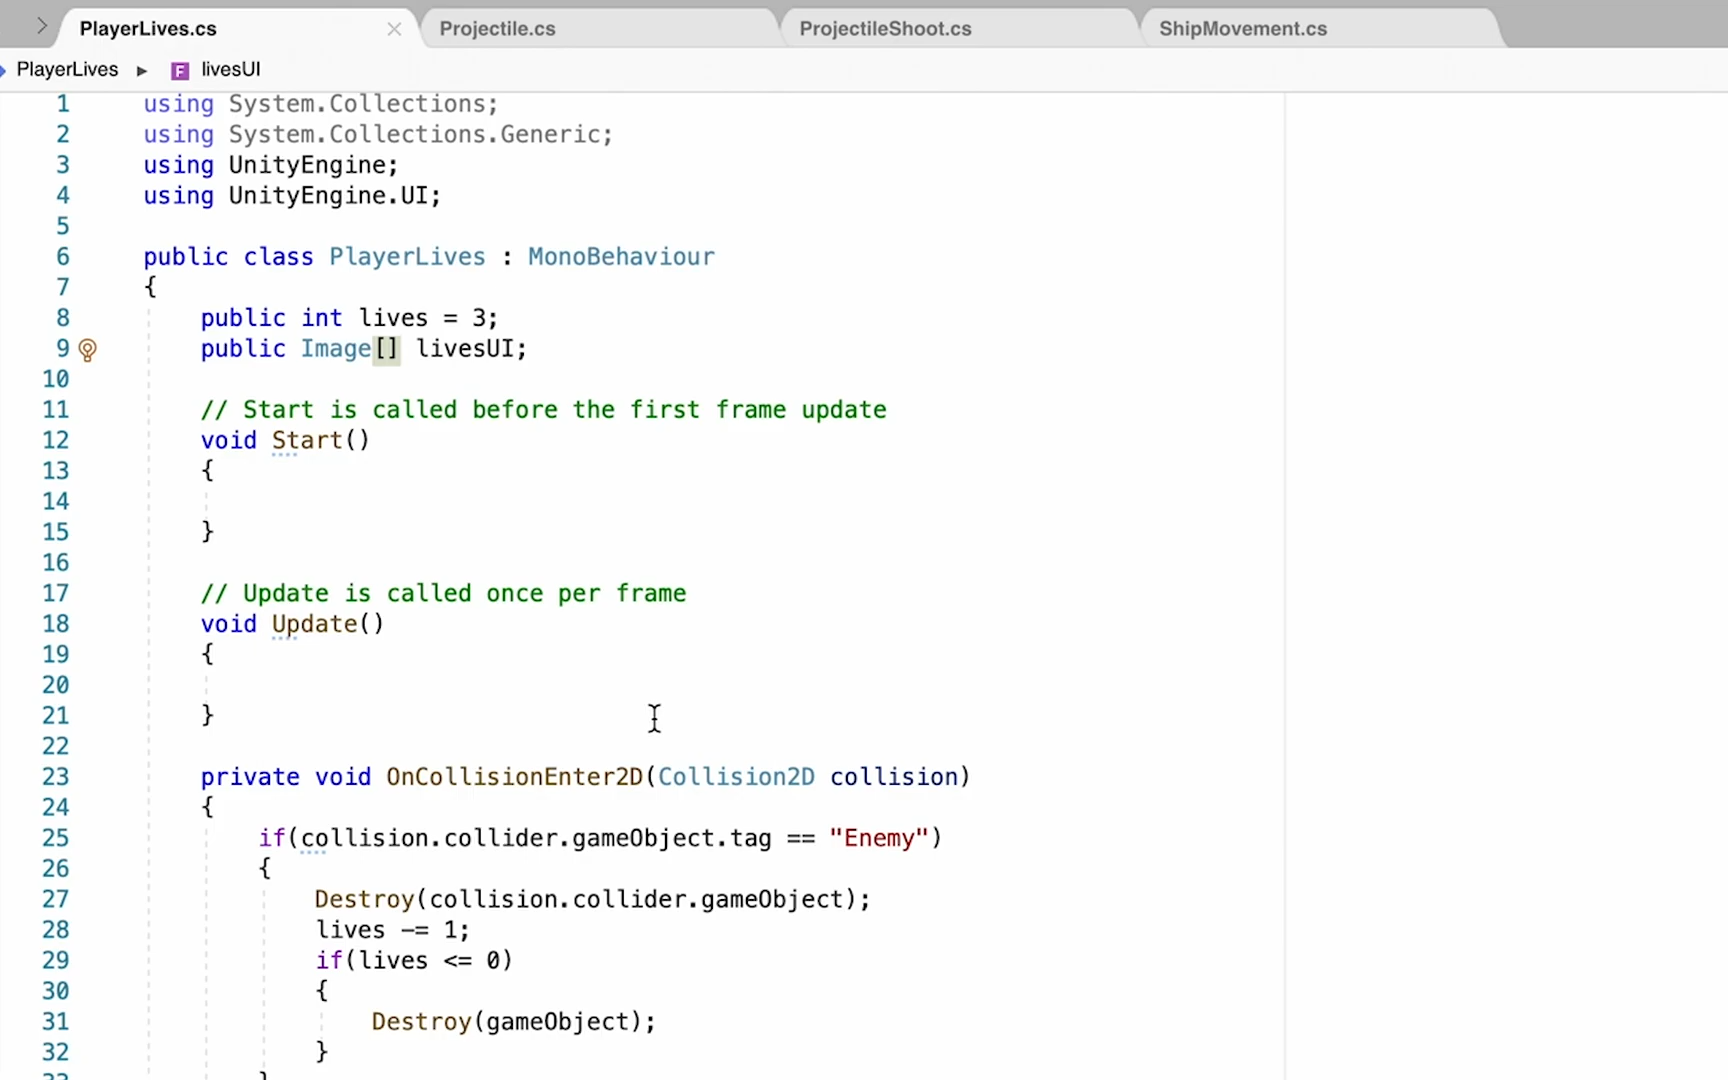 PlayerLives.cs
Projectile.cs
ProjectileShoot.cs
ShipMovement.cs
PlayerLives ▶ F livesUI
1 using System.Collections;
2 using System.Collections.Generic;
3 using UnityEngine;
4 using UnityEngine.UI;
5
6 public class PlayerLives : MonoBehaviour
7 {
8 public int lives = 3;
9 public Image[] livesUI;
10
11 // Start is called before the first frame update
12 void Start()
13 {
14
15 }
16
17 // Update is called once per frame
18 void Update()
19 {
20
21 }
22
23 private void OnCollisionEnter2D(Collision2D collision)
24 {
25 if(collision.collider.gameObject.tag == "Enemy")
26 {
27 Destroy(collision.collider.gameObject);
28 lives -= 1;
29 if(lives <= 0)
30 {
31 Destroy(gameObject);
32 }